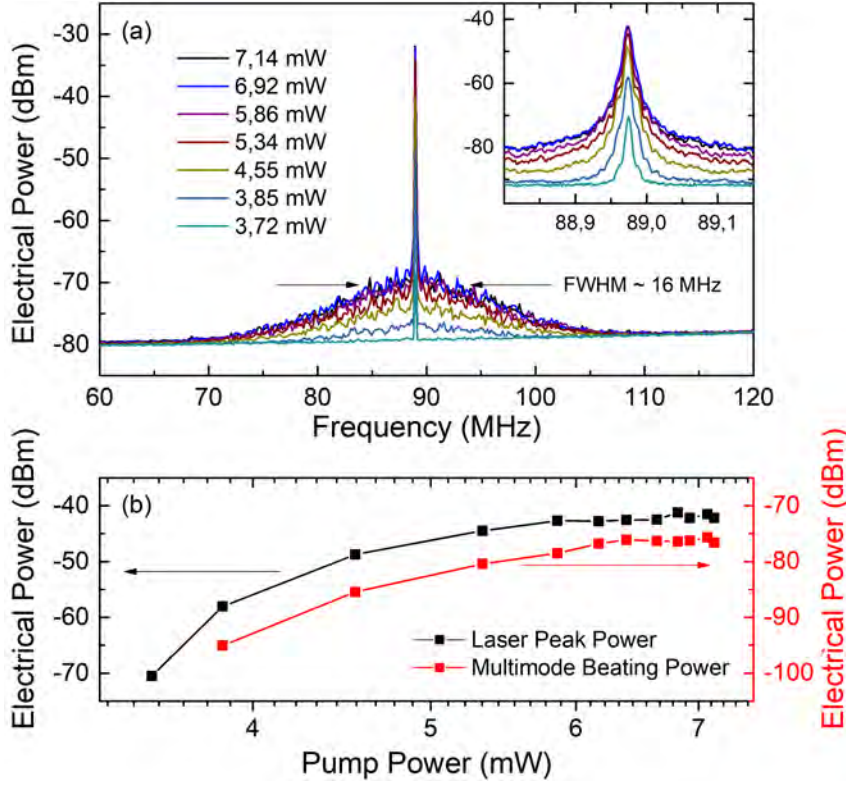 (a)
7,14 mW
6,92 mW
5,86 mW
5,34 mW
4,55 mW
3,85 mW
3,72 mW
Electrical Power (dBm)
-30
-40
-50
-60
-70
-80
60 70 80 90 100 110 120
Frequency (MHz)
FWHM ~ 16 MHz
-40
-60
-80
88,9 89,0 89,1
(b)
Electrical Power (dBm)
-40
-50
-60
-70
Laser Peak Power
Multimode Beating Power
-70
-80
-90
-100
Electrical Power (dBm)
4 5 6 7
Pump Power (mW)